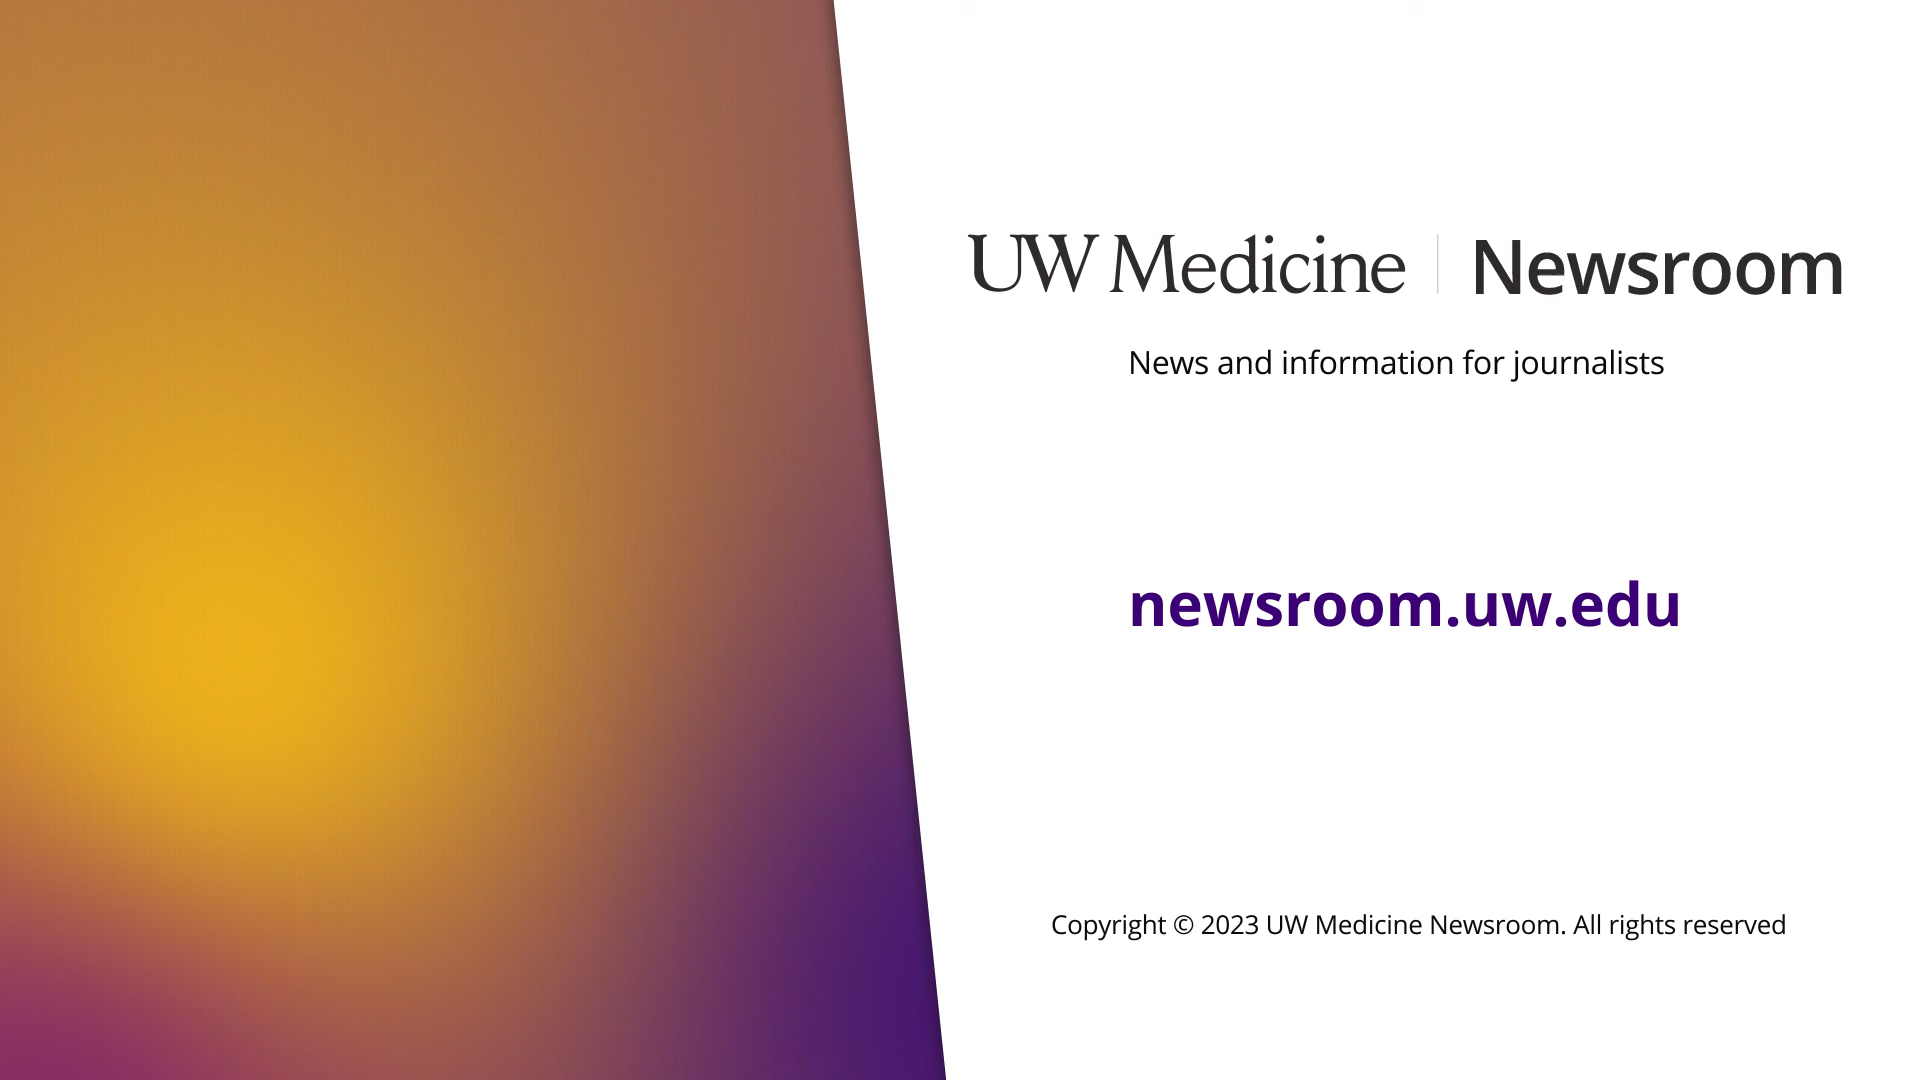 UW Medicine | Newsroom
News and information for journalists
newsroom.uw.edu
Copyright © 2023 UW Medicine Newsroom. All rights reserved